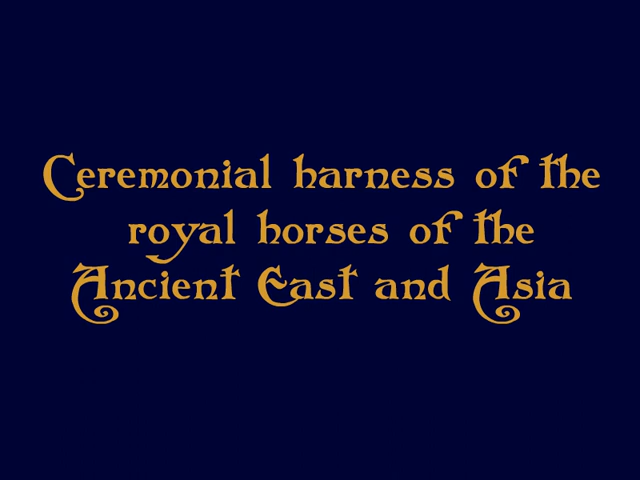 Ceremonial harness of the
royal horses of the
Ancient East and Asia